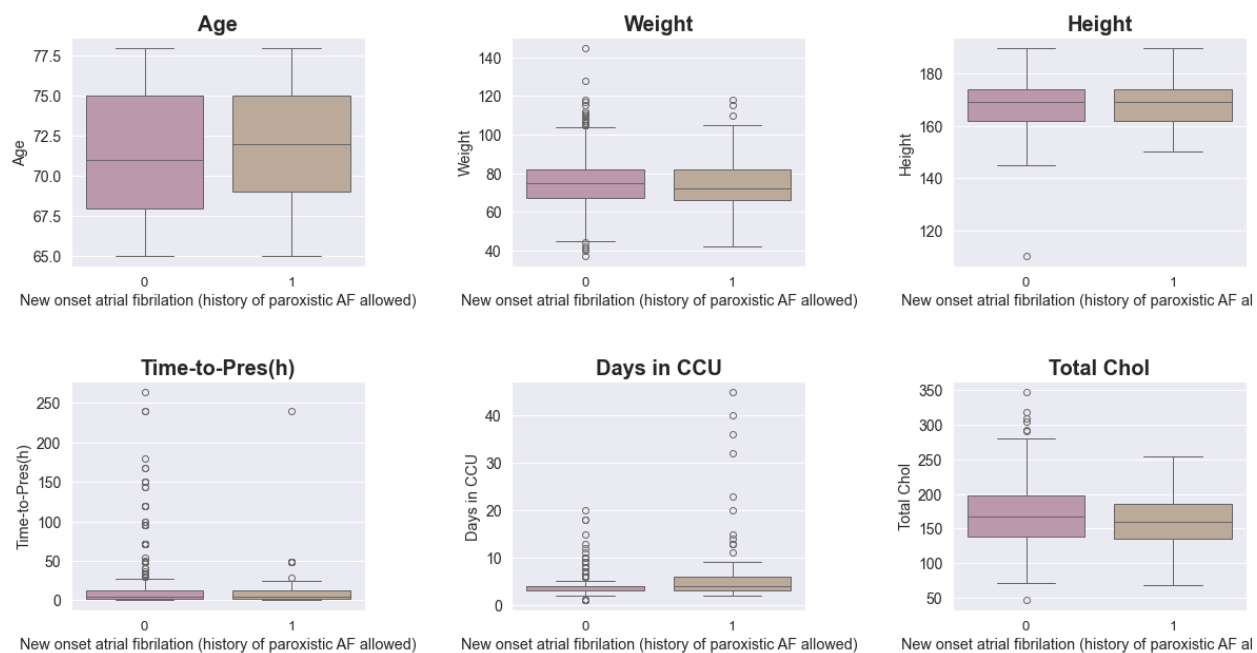 Age
Weight
Height
77.5
75.0
72.5
70.0
67.5
65.0
Age
0
1
New onset atrial fibrilation (history of paroxistic AF allowed)
140
120
100
80
60
40
Weight
0
1
New onset atrial fibrilation (history of paroxistic AF allowed)
180
160
140
120
Height
0
1
New onset atrial fibrilation (history of paroxistic AF al
Time-to-Pres(h)
Days in CCU
Total Chol
250
200
150
100
50
0
Time-to-Pres(h)
0
1
New onset atrial fibrilation (history of paroxistic AF allowed)
40
30
20
10
0
Days in CCU
0
1
New onset atrial fibrilation (history of paroxistic AF allowed)
350
300
250
200
150
100
50
Total Chol
0
1
New onset atrial fibrilation (history of paroxistic AF al